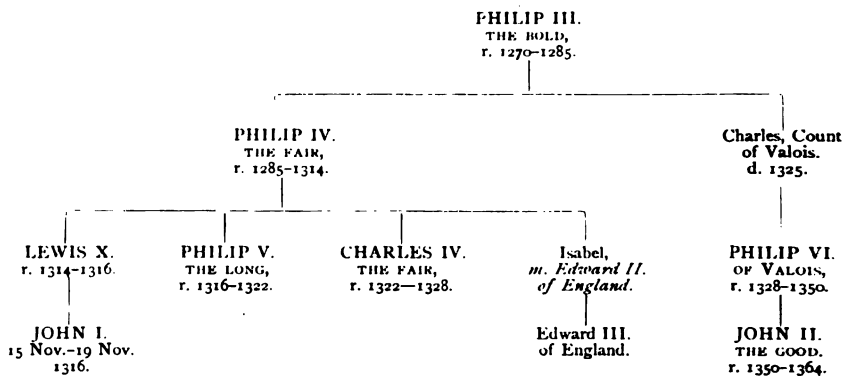 PHILIP III.
THE BOLD,
r. 1270-1285.
PHILIP IV.
THE FAIR,
r. 1285-1314.
Charles, Count
of Valois.
d. 1325.
LEWIS X.
r. 1314-1316.
PHILIP V.
THE LONG,
r. 1316-1322.
CHARLES IV.
THE FAIR,
r. 1322—1328.
Isabel,
m. Edward II.
of England.
PHILIP VI.
OF VALOIS,
r. 1328-1350.
JOHN I.
15 Nov.-19 Nov.
1316.
Edward III.
of England.
JOHN II.
THE GOOD.
r. 1350-1364.